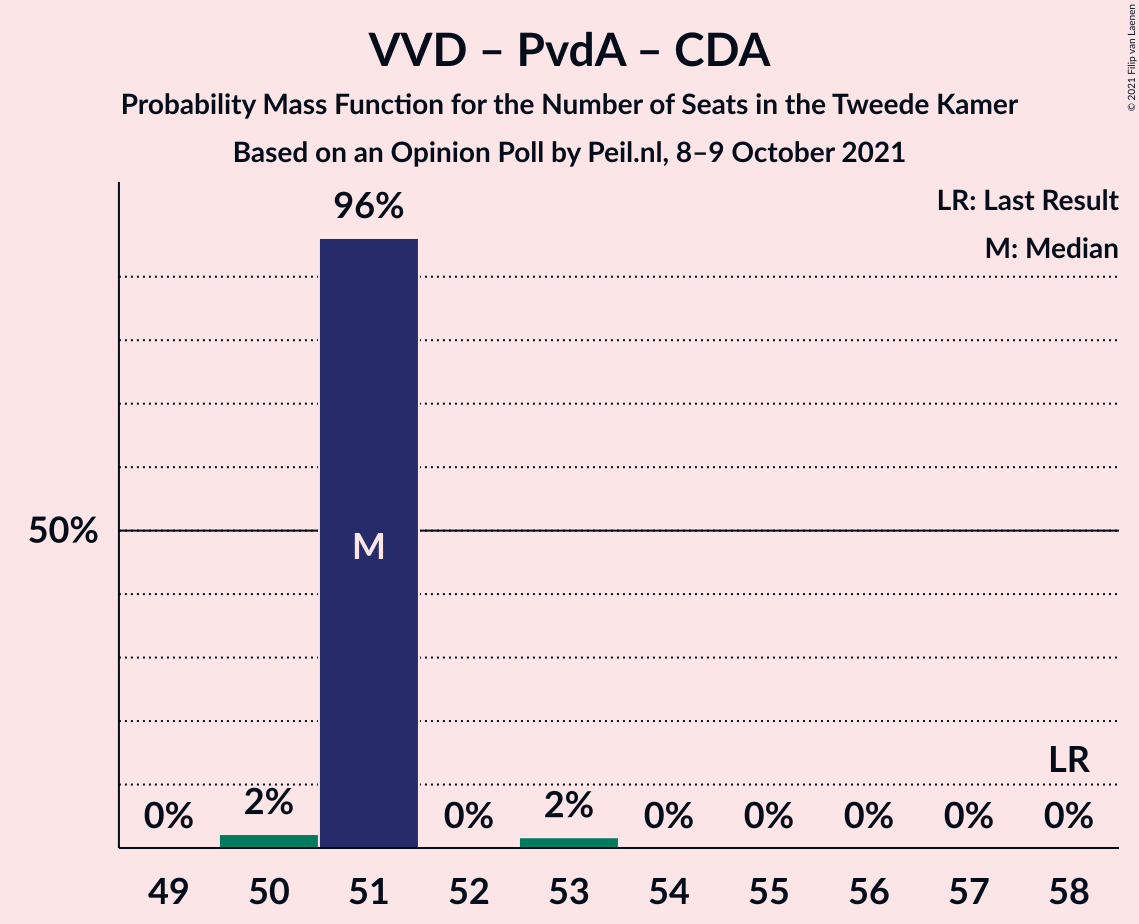 VVD – PvdA – CDA
Probability Mass Function for the Number of Seats in the Tweede Kamer
Based on an Opinion Poll by Peil.nl, 8–9 October 2021
© 2021 Filip van Laenen
LR: Last Result
M: Median
96%
50%
M
LR
0% 2% 0% 2% 0% 0% 0% 0% 0%
49 50 51 52 53 54 55 56 57 58